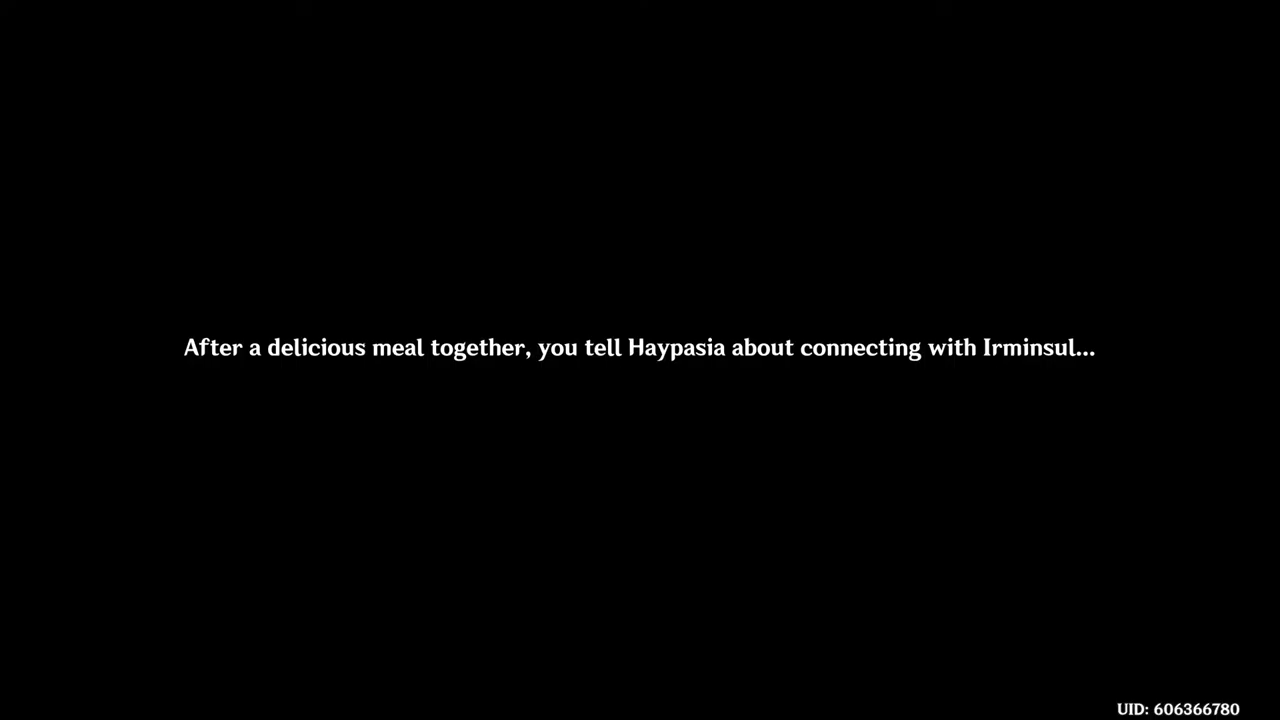 After a delicious meal together, you tell Haypasia about connecting with Irminsul...
UID: 606366780